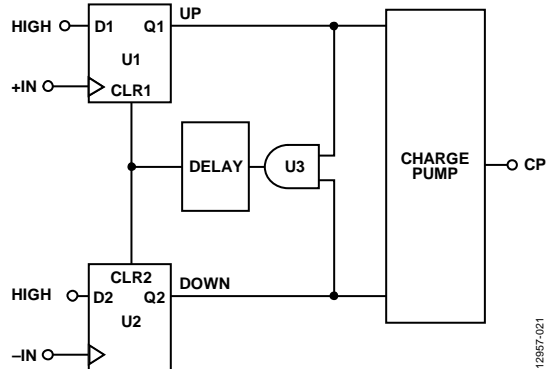 UP
HIGH D1 Q1
U1
+IN
CLR1
DELAY U3
CHARGE
PUMP
CP
CLR2
DOWN
HIGH D2 Q2
U2
–IN
12957-021